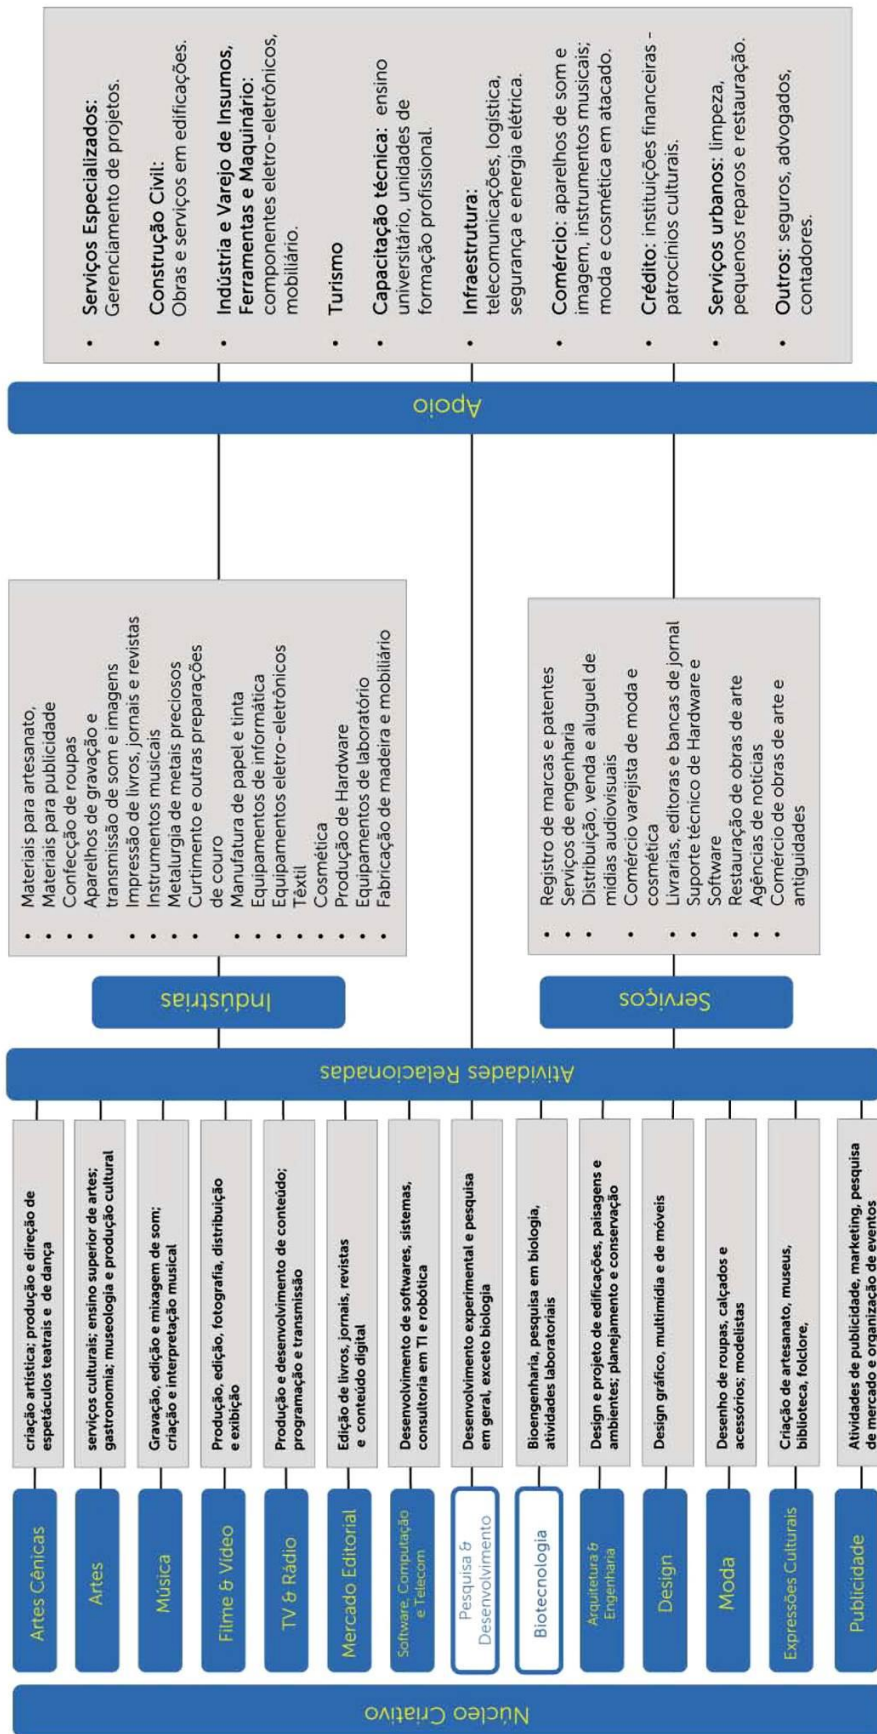 Núcleo Criativo
Artes Cênicas
criação artística; produção e direção de
espetáculos teatrais e de dança
Artes
serviços culturais; ensino superior de artes;
gastronomia; museologia e produção cultural
Música
Gravação, edição e mixagem de som;
criação e interpretação musical
Filme & Vídeo
Produção, edição, fotografia, distribuição
e exibição
TV & Rádio
Produção e desenvolvimento de conteúdo;
programação e transmissão
Mercado Editorial
Edição de livros, jornais, revistas
e conteúdo digital
Software, Computação
e Telecom
Desenvolvimento de softwares, sistemas,
consultoria em TI e robótica
Pesquisa &
Desenvolvimento
Desenvolvimento experimental e pesquisa
em geral, exceto biologia
Biotecnologia
Bioengenharia, pesquisa em biologia,
atividades laboratoriais
Arquitetura &
Engenharia
Design e projeto de edificações, paisagens e
ambientes; planejamento e conservação
Design
Design gráfico, multimídia e de móveis
Moda
Desenho de roupas, calçados e
acessórios; modelistas
Expressões Culturais
Criação de artesanato, museus,
biblioteca, folclore,
Publicidade
Atividades de publicidade, marketing, pesquisa
de mercado e organização de eventos
Atividades Relacionadas
Indústrias
• Materiais para artesanato,
• Materiais para publicidade
• Confecção de roupas
• Aparelhos de gravação e
transmissão de som e imagens
• Impressão de livros, jornais e revistas
• Instrumentos musicais
• Metalurgia de metais preciosos
• Curtimento e outras preparações
de couro
• Manufatura de papel e tinta
• Equipamentos de informática
• Equipamentos eletro-eletrônicos
• Têxtil
• Cosmética
• Produção de Hardware
• Equipamentos de laboratório
• Fabricação de madeira e mobiliário
Serviços
• Registro de marcas e patentes
• Serviços de engenharia
• Distribuição, venda e aluguel de
mídias audiovisuais
• Comércio varejista de moda e
cosmética
• Livrarias, editoras e bancas de jornal
• Suporte técnico de Hardware e
Software
• Restauração de obras de arte
• Agências de notícias
• Comércio de obras de arte e
antiguidades
Apoio
• Serviços Especializados:
Gerenciamento de projetos.
• Construção Civil:
Obras e serviços em edificações.
• Indústria e Varejo de Insumos,
Ferramentas e Maquinário:
componentes eletro-eletrônicos,
mobiliário.
• Turismo
• Capacitação técnica: ensino
universitário, unidades de
formação profissional.
• Infraestrutura:
telecomunicações, logística,
segurança e energia elétrica.
• Comércio: aparelhos de som e
imagem, instrumentos musicais;
moda e cosmética em atacado.
• Crédito: instituições financeiras -
patrocínios culturais.
• Serviços urbanos: limpeza,
pequenos reparos e restauração.
• Outros: seguros, advogados,
contadores.